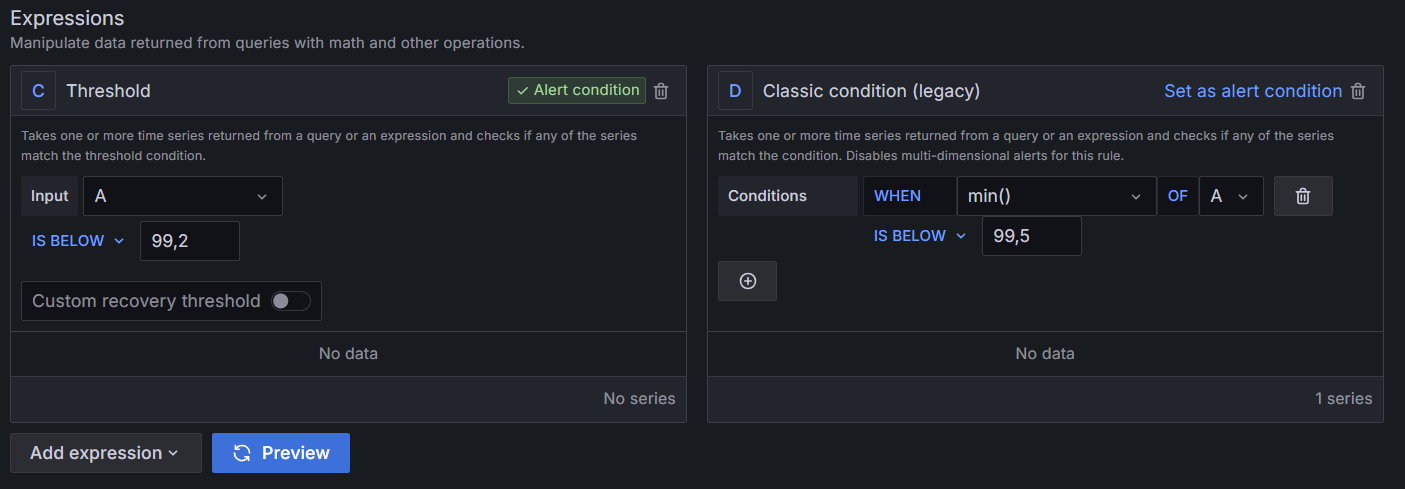 Expressions
Manipulate data returned from queries with math and other operations.
C Threshold Alert condition
Takes one or more time series returned from a query or an expression and checks if any of the series
match the threshold condition.
Input A
IS BELOW 99,2
Custom recovery threshold
No data
No series
D Classic condition (legacy) Set as alert condition
Takes one or more time series returned from a query or an expression and checks if any of the series
match the condition. Disables multi-dimensional alerts for this rule.
Conditions WHEN min() OF A
IS BELOW 99,5
No data
1 series
Add expression Preview